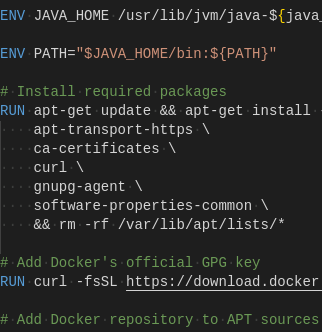 ENV JAVA_HOME /usr/lib/jvm/java-${java_
ENV PATH="$JAVA_HOME/bin:${PATH}"
# Install required packages
RUN apt-get update && apt-get install
apt-transport-https \
ca-certificates \
curl \
gnupg-agent \
software-properties-common \
&& rm -rf /var/lib/apt/lists/*
# Add Docker's official GPG key
RUN curl -fsSL https://download.docker
# Add Docker repository to APT sources